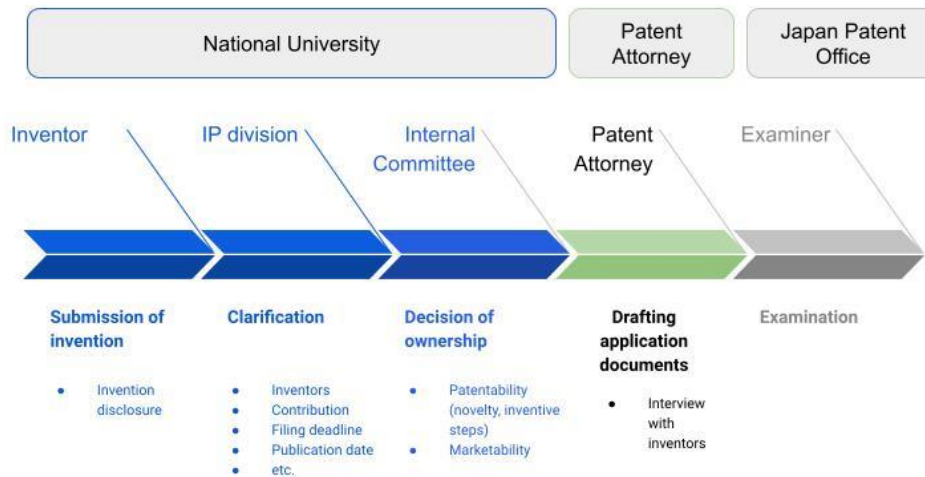 National University
Patent
Attorney
Japan Patent
Office
Inventor
IP division
Internal
Committee
Patent
Attorney
Examiner
Submission of
invention
● Invention
disclosure
Clarification
● Inventors
● Contribution
● Filing deadline
● Publication date
● etc.
Decision of
ownership
● Patentability
(novelty, inventive
steps)
● Marketability
Drafting
application
documents
● Interview
with
inventors
Examination